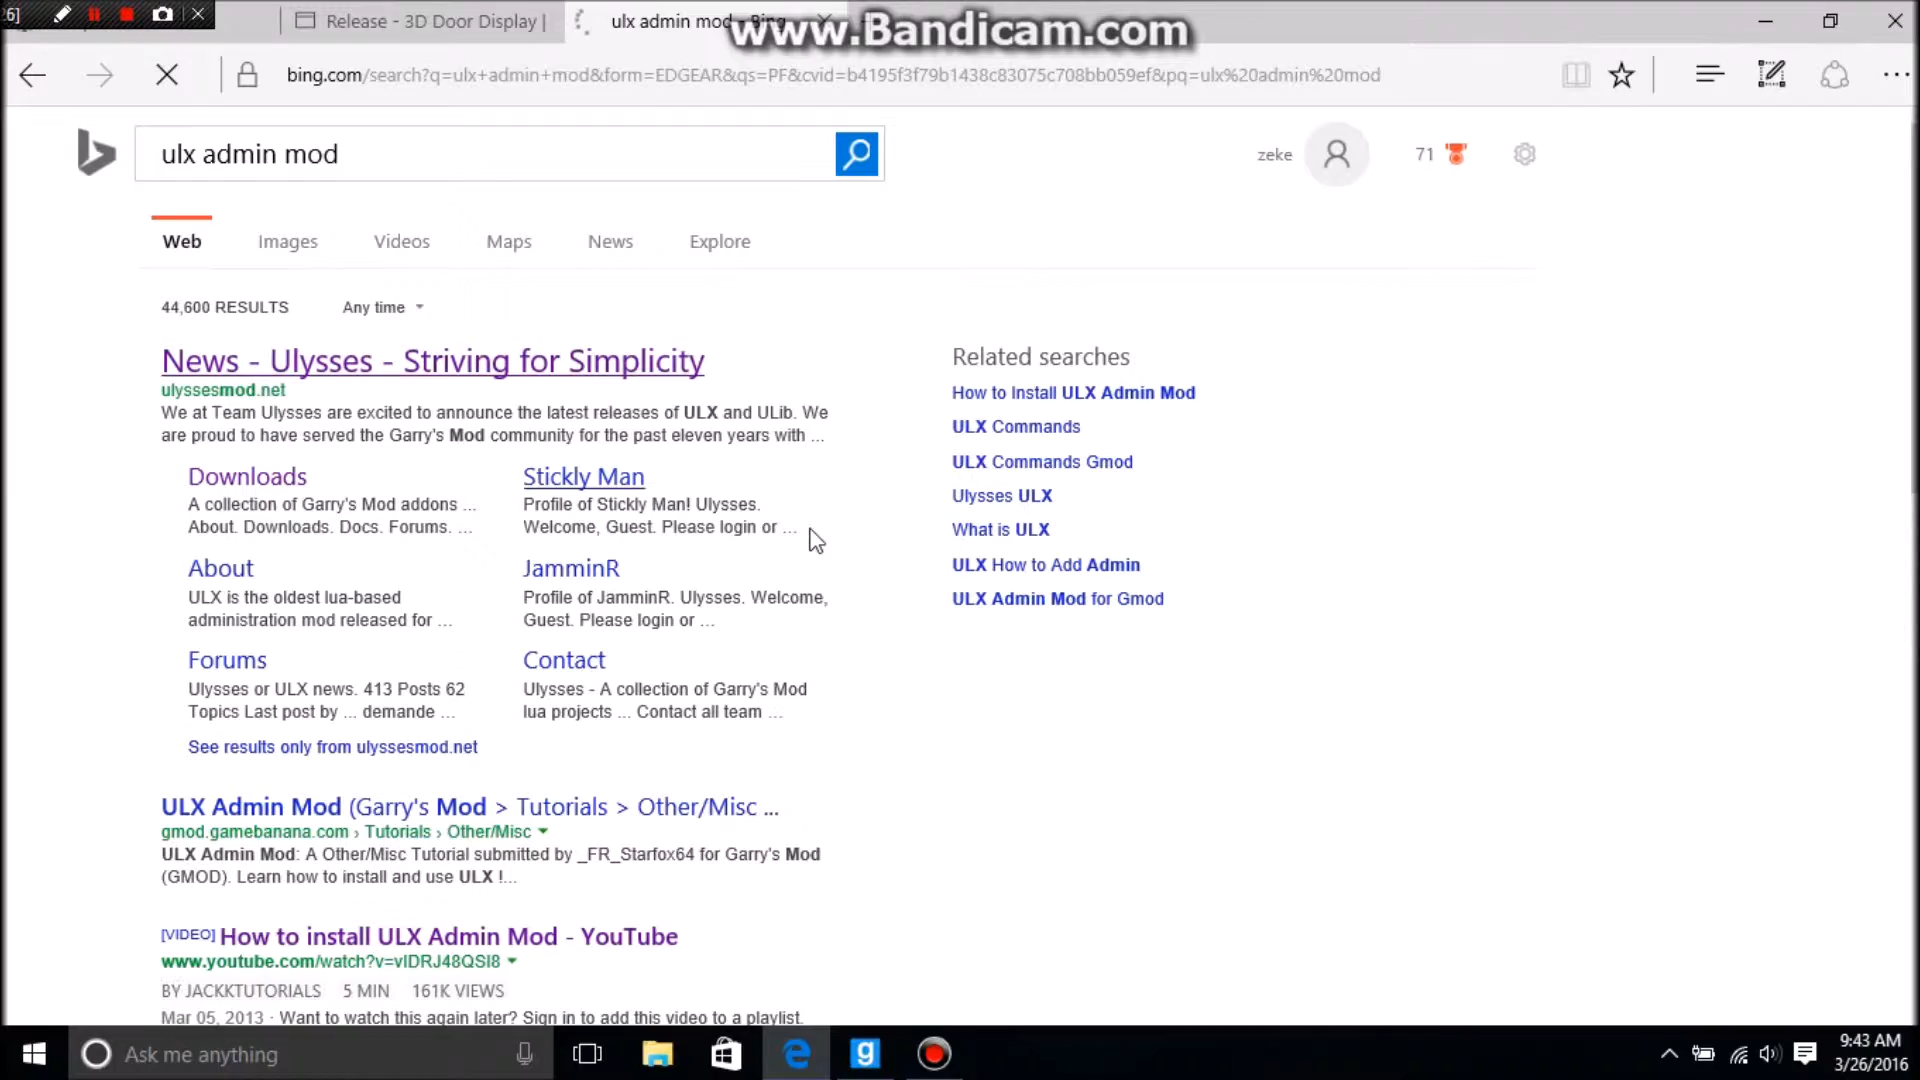 6]
Release - 3D Door Display |
ulx admin mod - Bing
www.Bandicam.com
bing.com/search?q=ulx+admin+mod&form=EDGEAR&qs=PF&cvid=b4195f3f79b1438c83075c708bb059ef&pq=ulx%20admin%20mod
ulx admin mod
zeke
71
Web
Images
Videos
Maps
News
Explore
44,600 RESULTS
Any time
News - Ulysses - Striving for Simplicity
ulyssesmod.net
We at Team Ulysses are excited to announce the latest releases of ULX and ULib. We
are proud to have served the Garry's Mod community for the past eleven years with ...
Downloads
A collection of Garry's Mod addons ...
About. Downloads. Docs. Forums. ...
Stickly Man
Profile of Stickly Man! Ulysses.
Welcome, Guest. Please login or ...
About
ULX is the oldest lua-based
administration mod released for ...
JamminR
Profile of JamminR. Ulysses. Welcome,
Guest. Please login or ...
Forums
Ulysses or ULX news. 413 Posts 62
Topics Last post by ... demande ...
Contact
Ulysses - A collection of Garry's Mod
lua projects ... Contact all team ...
See results only from ulyssesmod.net
ULX Admin Mod (Garry's Mod > Tutorials > Other/Misc ...
gmod.gamebanana.com › Tutorials › Other/Misc
ULX Admin Mod: A Other/Misc Tutorial submitted by _FR_Starfox64 for Garry's Mod
(GMOD). Learn how to install and use ULX !...
[VIDEO] How to install ULX Admin Mod - YouTube
www.youtube.com/watch?v=vIDRJ48QSI8
BY JACKKTUTORIALS 5 MIN 161K VIEWS
Mar 05, 2013 · Want to watch this again later? Sign in to add this video to a playlist.
Related searches
How to Install ULX Admin Mod
ULX Commands
ULX Commands Gmod
Ulysses ULX
What is ULX
ULX How to Add Admin
ULX Admin Mod for Gmod
Ask me anything
9:43 AM
3/26/2016